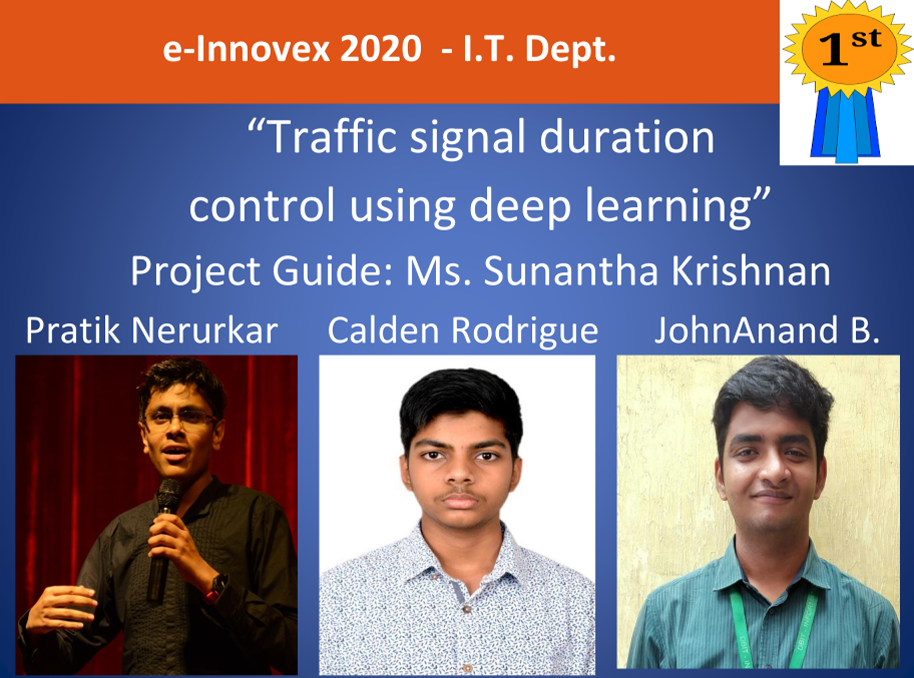 e-Innovex 2020 - I.T. Dept.
1st
“Traffic signal duration
control using deep learning”
Project Guide: Ms. Sunantha Krishnan
Pratik Nerurkar Calden Rodrigue JohnAnand B.